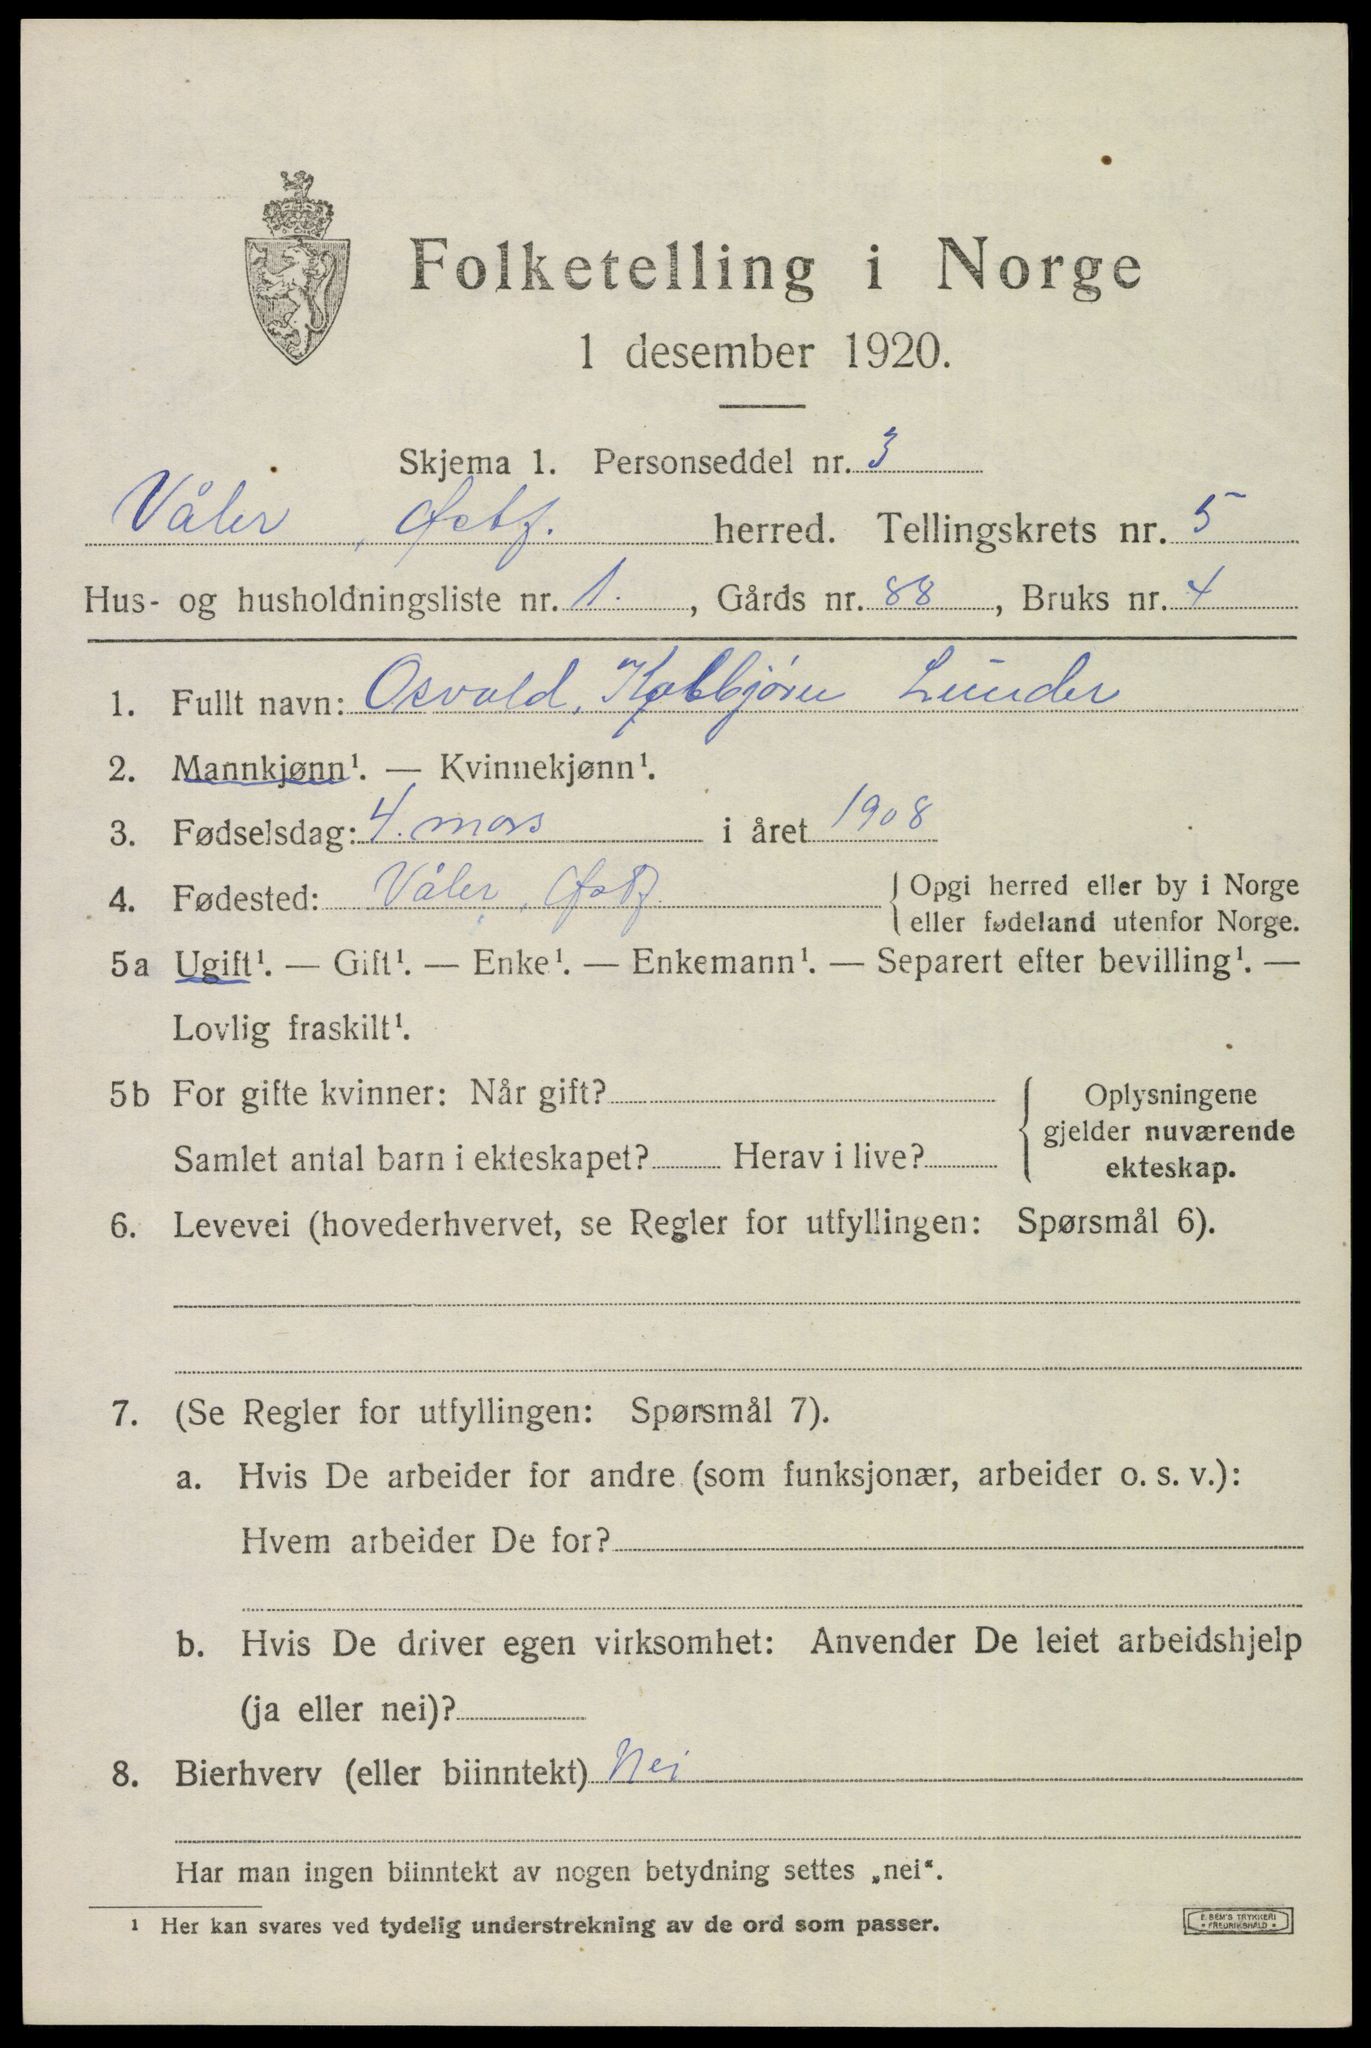 Folketelling i Norge
1 desember 1920.
Skjema 1. Personseddel nr. 3
Våler, Østf. herred. Tellingskrets nr. 5
Hus- og husholdningsliste nr. 1. , Gårds nr. 88 , Bruks nr. 4
1. Fullt navn: Osvald, Kolbjørn Lunder
2. Mannkjønn¹. — Kvinnekjønn¹.
3. Fødselsdag: 4. mars i året 1908
4. Fødested: Våler, Østf. { Opgi herred eller by i Norge
eller fødeland utenfor Norge.
5a Ugift¹. — Gift¹. — Enke¹. — Enkemann¹. — Separert efter bevilling¹. —
Lovlig fraskilt¹.
5b For gifte kvinner: Når gift? { Oplysningene
gjelder nuværende
Samlet antal barn i ekteskapet? Herav i live?
ekteskap.
6. Levevei (hovederhvervet, se Regler for utfyllingen: Spørsmål 6).
7. (Se Regler for utfyllingen: Spørsmål 7).
a. Hvis De arbeider for andre (som funksjonær, arbeider o. s. v.):
Hvem arbeider De for?
b. Hvis De driver egen virksomhet: Anvender De leiet arbeidshjelp
(ja eller nei)?
8. Bierhverv (eller biinntekt) Nei
Har man ingen biinntekt av nogen betydning settes „nei“.
¹ Her kan svares ved tydelig understrekning av de ord som passer.
E. SEM'S TRYKKERI
* FREDRIKSHALD *